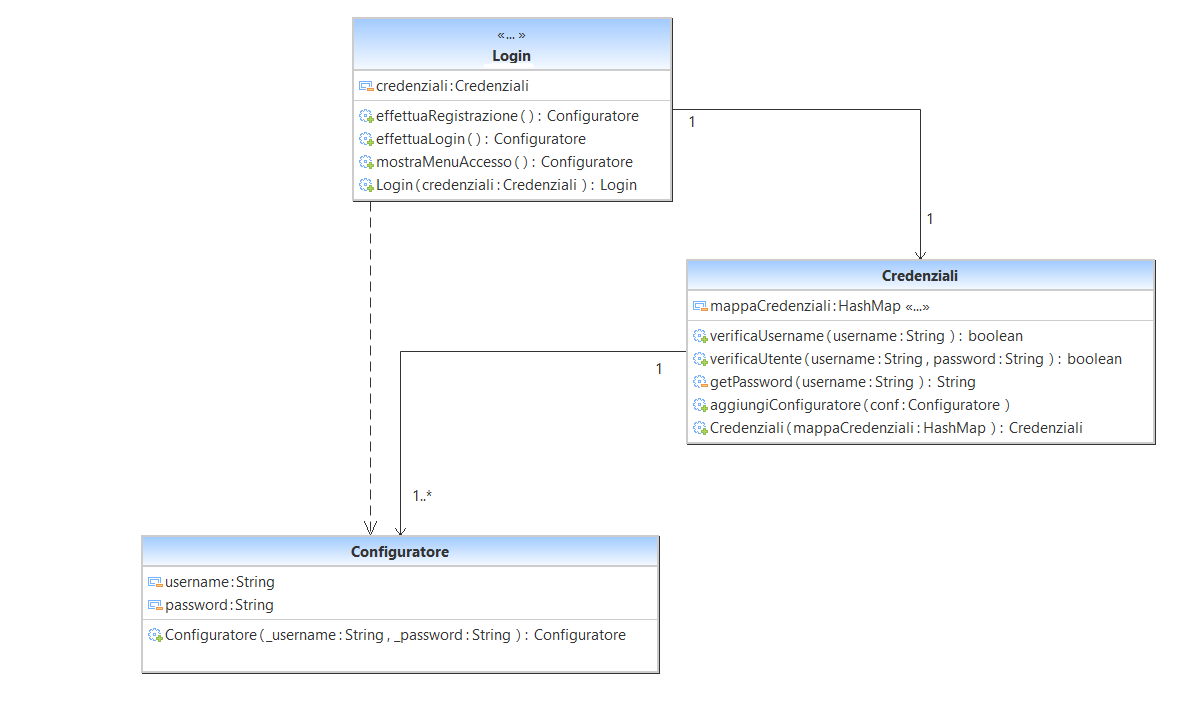 «... »
Login
credenziali:Credenziali
effettuaRegistrazione(): Configuratore
effettuaLogin(): Configuratore
mostraMenuAccesso(): Configuratore
Login(credenziali:Credenziali ): Login
1
1
Credenziali
mappaCredenziali:HashMap «...»
verificaUsername(username:String ): boolean
verificaUtente(username:String,password:String ): boolean
getPassword(username:String ): String
aggiungiConfiguratore(conf:Configuratore )
Credenziali(mappaCredenziali:HashMap ): Credenziali
1
1..*
Configuratore
username:String
password:String
Configuratore(_username:String,_password:String ): Configuratore